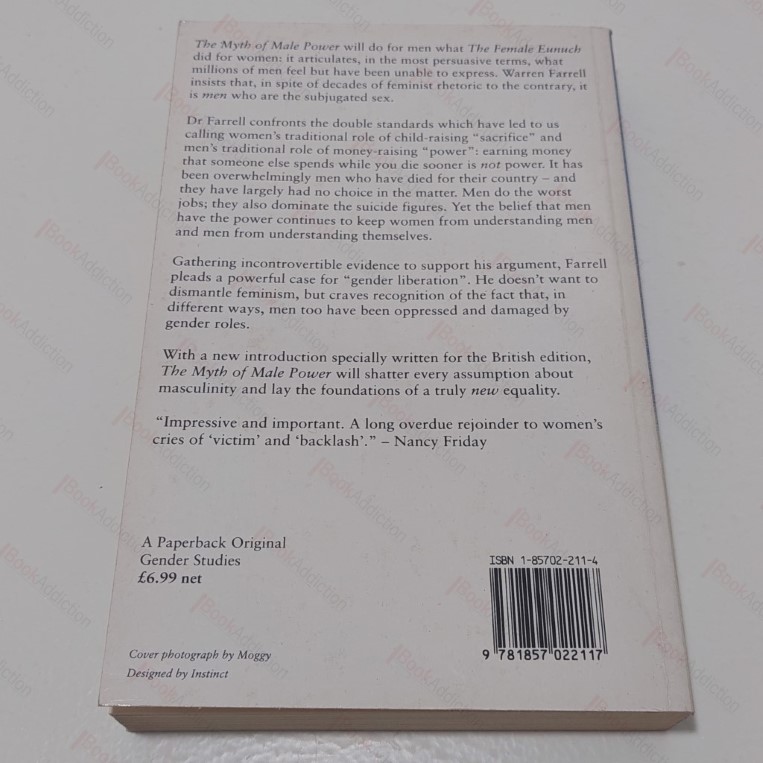 The Myth of Male Power will do for men what The Female Eunuch
did for women: it articulates, in the most persuasive terms, what
millions of men feel but have been unable to express. Warren Farrell
insists that, in spite of decades of feminist rhetoric to the contrary, it
is men who are the subjugated sex.
Dr Farrell confronts the double standards which have led to us
calling women's traditional role of child-raising “sacrifice” and
men's traditional role of money-raising “power”: earning money
that someone else spends while you die sooner is not power. It has
been overwhelmingly men who have died for their country – and
they have largely had no choice in the matter. Men do the worst
jobs; they also dominate the suicide figures. Yet the belief that men
have the power continues to keep women from understanding men
and men from understanding themselves.
Gathering incontrovertible evidence to support his argument, Farrell
pleads a powerful case for “gender liberation”. He doesn't want to
dismantle feminism, but craves recognition of the fact that, in
different ways, men too have been oppressed and damaged by
gender roles.
With a new introduction specially written for the British edition,
The Myth of Male Power will shatter every assumption about
masculinity and lay the foundations of a truly new equality.
“Impressive and important. A long overdue rejoinder to women's
cries of ‘victim’ and ‘backlash’.” – Nancy Friday
A Paperback Original
Gender Studies
£6.99 net
ISBN 1-85702-211-4
9 781857 022117
Cover photograph by Moggy
Designed by Instinct
BookAddiction